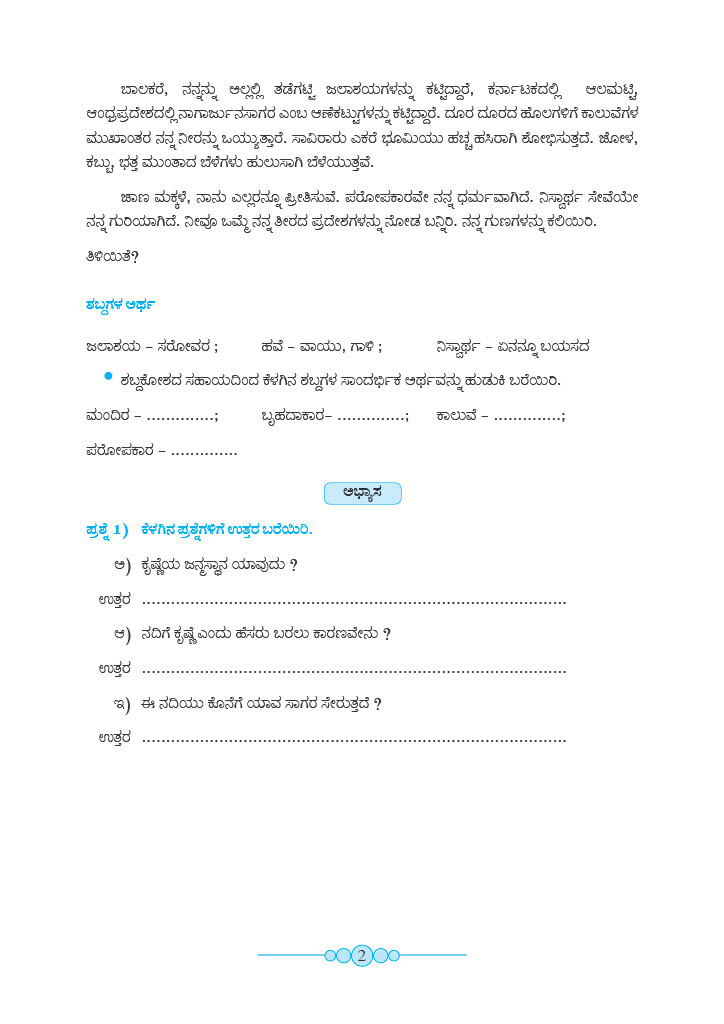 ಬಾಲಕರೆ, ನನ್ನನ್ನು ಅಲ್ಲಲ್ಲಿ ತಡೆಗಟ್ಟಿ ಜಲಾಶಯಗಳನ್ನು ಕಟ್ಟಿದ್ದಾರೆ, ಕರ್ನಾಟಕದಲ್ಲಿ ಆಲಮಟ್ಟಿ,
ಆಂಧ್ರಪ್ರದೇಶದಲ್ಲಿ ನಾಗಾರ್ಜುನಸಾಗರ ಎಂಬ ಆಣೆಕಟ್ಟುಗಳನ್ನು ಕಟ್ಟಿದ್ದಾರೆ. ದೂರ ದೂರದ ಹೊಲಗಳಿಗೆ ಕಾಲುವೆಗಳ
ಮುಖಾಂತರ ನನ್ನ ನೀರನ್ನು ಒಯ್ಯುತ್ತಾರೆ. ಸಾವಿರಾರು ಎಕರೆ ಭೂಮಿಯು ಹಚ್ಚ ಹಸಿರಾಗಿ ಶೋಭಿಸುತ್ತದೆ. ಜೋಳ,
ಕಬ್ಬು, ಭತ್ತ ಮುಂತಾದ ಬೆಳೆಗಳು ಹುಲುಸಾಗಿ ಬೆಳೆಯುತ್ತವೆ.
ಜಾಣ ಮಕ್ಕಳೆ, ನಾನು ಎಲ್ಲರನ್ನೂ ಪ್ರೀತಿಸುವೆ. ಪರೋಪಕಾರವೇ ನನ್ನ ಧರ್ಮವಾಗಿದೆ. ನಿಸ್ವಾರ್ಥ ಸೇವೆಯೇ
ನನ್ನ ಗುರಿಯಾಗಿದೆ. ನೀವೂ ಒಮ್ಮೆ ನನ್ನ ತೀರದ ಪ್ರದೇಶಗಳನ್ನು ನೋಡ ಬನ್ನಿರಿ. ನನ್ನ ಗುಣಗಳನ್ನು ಕಲಿಯಿರಿ.
ತಿಳಿಯಿತೆ?
ಶಬ್ದಗಳ ಅರ್ಥ
ಜಲಾಶಯ – ಸರೋವರ ; ಹವೆ – ವಾಯು, ಗಾಳಿ ; ನಿಸ್ವಾರ್ಥ – ಏನನ್ನೂ ಬಯಸದ
• ಶಬ್ದಕೋಶದ ಸಹಾಯದಿಂದ ಕೆಳಗಿನ ಶಬ್ದಗಳ ಸಾಂದರ್ಭಿಕ ಅರ್ಥವನ್ನು ಹುಡುಕಿ ಬರೆಯಿರಿ.
ಮಂದಿರ – ..............; ಬೃಹದಾಕಾರ– ..............; ಕಾಲುವೆ – ..............;
ಪರೋಪಕಾರ – ..............
ಅಭ್ಯಾಸ
ಪ್ರಶ್ನೆ 1) ಕೆಳಗಿನ ಪ್ರಶ್ನೆಗಳಿಗೆ ಉತ್ತರ ಬರೆಯಿರಿ.
ಅ) ಕೃಷ್ಣೆಯ ಜನ್ಮಸ್ಥಾನ ಯಾವುದು ?
ಉತ್ತರ ........................................................................................
ಆ) ನದಿಗೆ ಕೃಷ್ಣೆ ಎಂದು ಹೆಸರು ಬರಲು ಕಾರಣವೇನು ?
ಉತ್ತರ ........................................................................................
ಇ) ಈ ನದಿಯು ಕೊನೆಗೆ ಯಾವ ಸಾಗರ ಸೇರುತ್ತದೆ ?
ಉತ್ತರ ........................................................................................
2